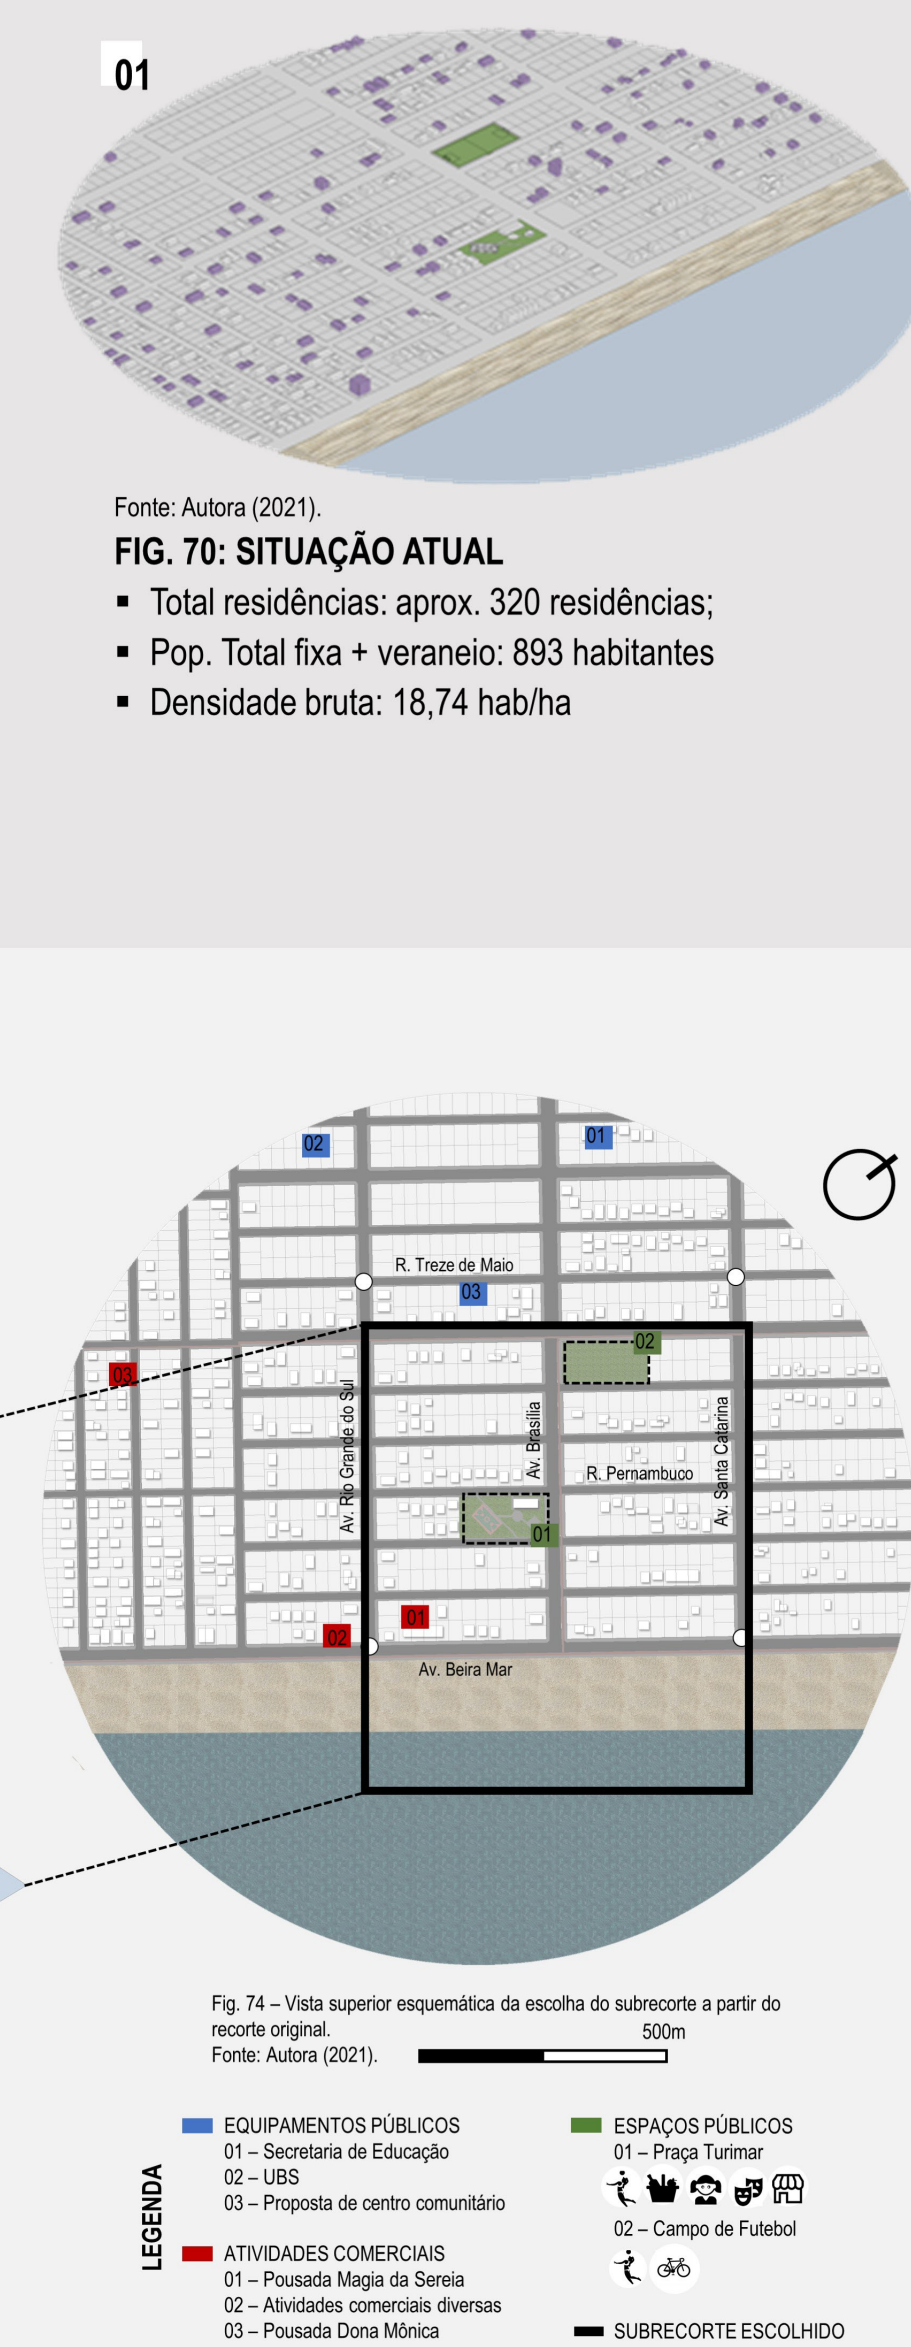 01
Fonte: Autora (2021).
FIG. 70: SITUAÇÃO ATUAL
▪ Total residências: aprox. 320 residências;
▪ Pop. Total fixa + veraneio: 893 habitantes
▪ Densidade bruta: 18,74 hab/ha
02
01
R. Treze de Maio
03
02
03
Av. Rio Grande do Sul
Av. Brasília
Av. Santa Catarina
R. Pernambuco
01
01
02
Av. Beira Mar
Fig. 74 – Vista superior esquemática da escolha do subrecorte a partir do
recorte original.
500m
Fonte: Autora (2021).
LEGENDA
EQUIPAMENTOS PÚBLICOS
01 – Secretaria de Educação
02 – UBS
03 – Proposta de centro comunitário
ATIVIDADES COMERCIAIS
01 – Pousada Magia da Sereia
02 – Atividades comerciais diversas
03 – Pousada Dona Mônica
ESPAÇOS PÚBLICOS
01 – Praça Turimar
02 – Campo de Futebol
SUBRECORTE ESCOLHIDO